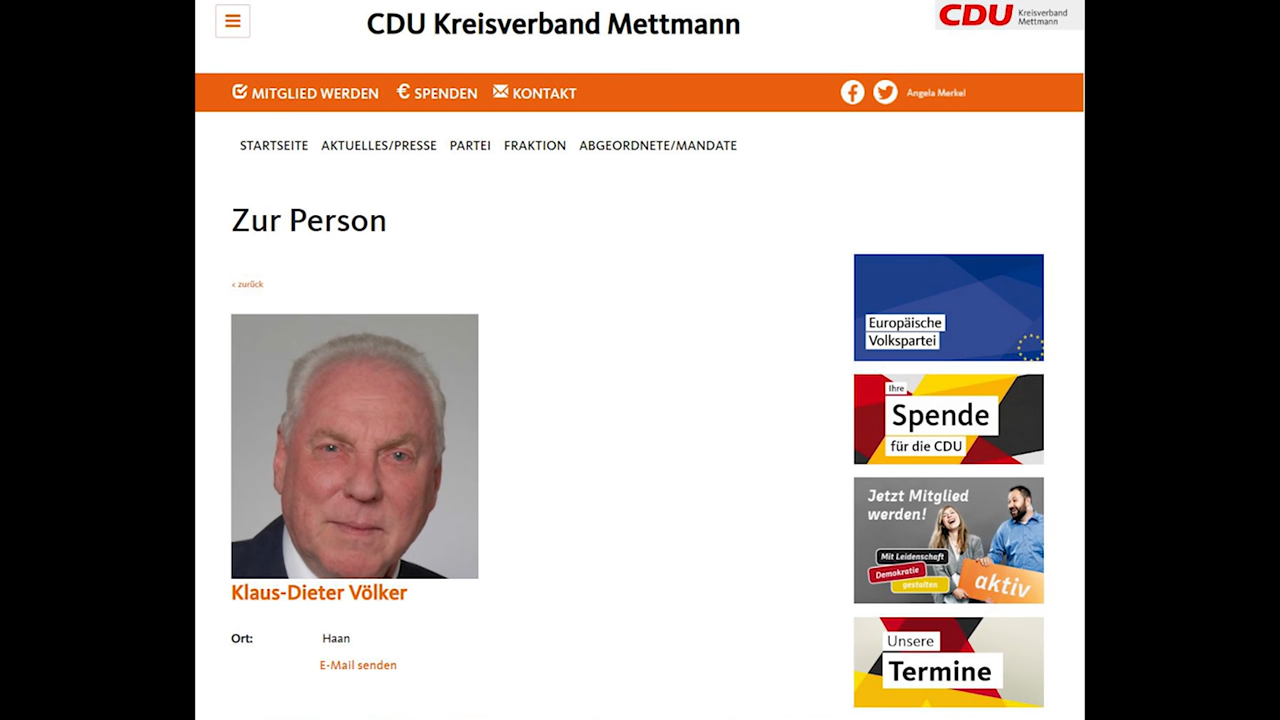 CDU Kreisverband Mettmann
CDU Kreisverband
Mettmann
MITGLIED WERDEN € SPENDEN KONTAKT
Angela Merkel
STARTSEITE AKTUELLES/PRESSE PARTEI FRAKTION ABGEORDNETE/MANDATE
Zur Person
< zurück
Klaus-Dieter Völker
Ort: Haan
E-Mail senden
Europäische
Volkspartei
Ihre
Spende
für die CDU
Jetzt Mitglied
werden!
Mit Leidenschaft
Demokratie
gestalten
aktiv
Unsere
Termine